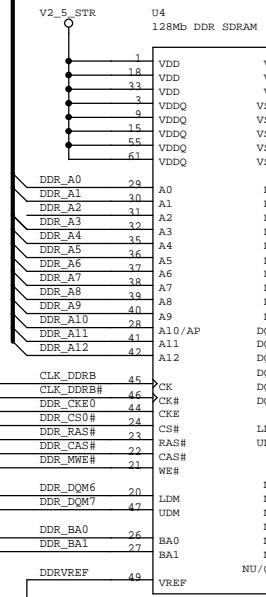 V2_5_STR U4
128Mb DDR SDRAM
1 VDD
18 VDD
33 VDD
3 VDDQ
9 VDDQ
15 VDDQ
55 VDDQ
61 VDDQ
DDR_A0 29 A0
DDR_A1 30 A1
DDR_A2 31 A2
DDR_A3 32 A3
DDR_A4 35 A4
DDR_A5 36 A5
DDR_A6 37 A6
DDR_A7 38 A7
DDR_A8 39 A8
DDR_A9 40 A9
DDR_A10 28 A10/AP
DDR_A11 41 A11
DDR_A12 42 A12
CLK_DDRB 45 CK
CLK_DDRB# 46 CK#
DDR_CKE0 44 CKE
DDR_CS0# 24 CS#
DDR_RAS# 23 RAS#
DDR_CAS# 22 CAS#
DDR_MWE# 21 WE#
DDR_DQM6 20 LDM
DDR_DQM7 47 UDM
DDR_BA0 26 BA0
DDR_BA1 27 BA1
NU/
DDRVREF 49 VREF